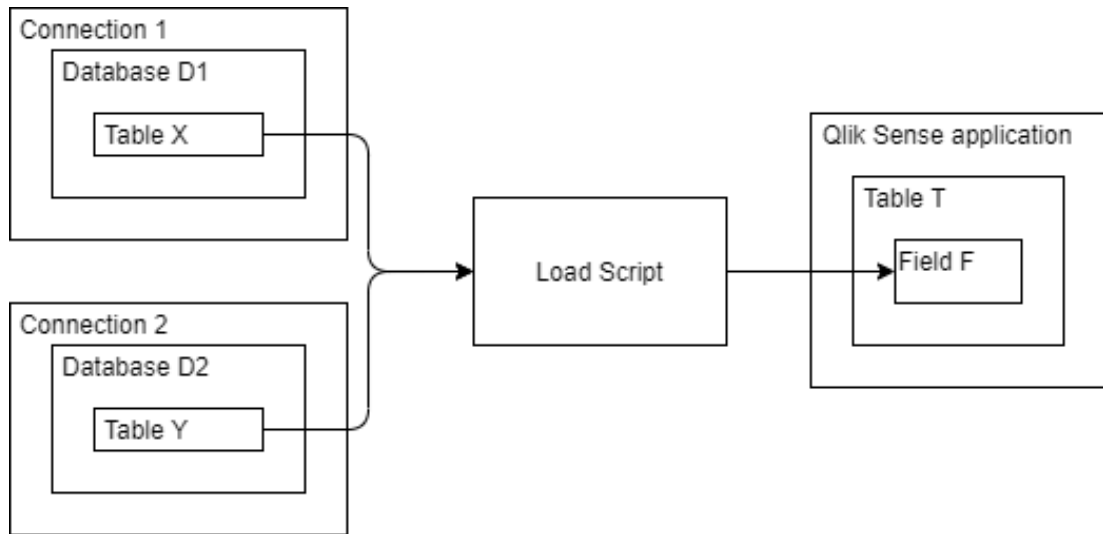 Connection 1
Database D1
Table X
Connection 2
Database D2
Table Y
Load Script
Qlik Sense application
Table T
Field F